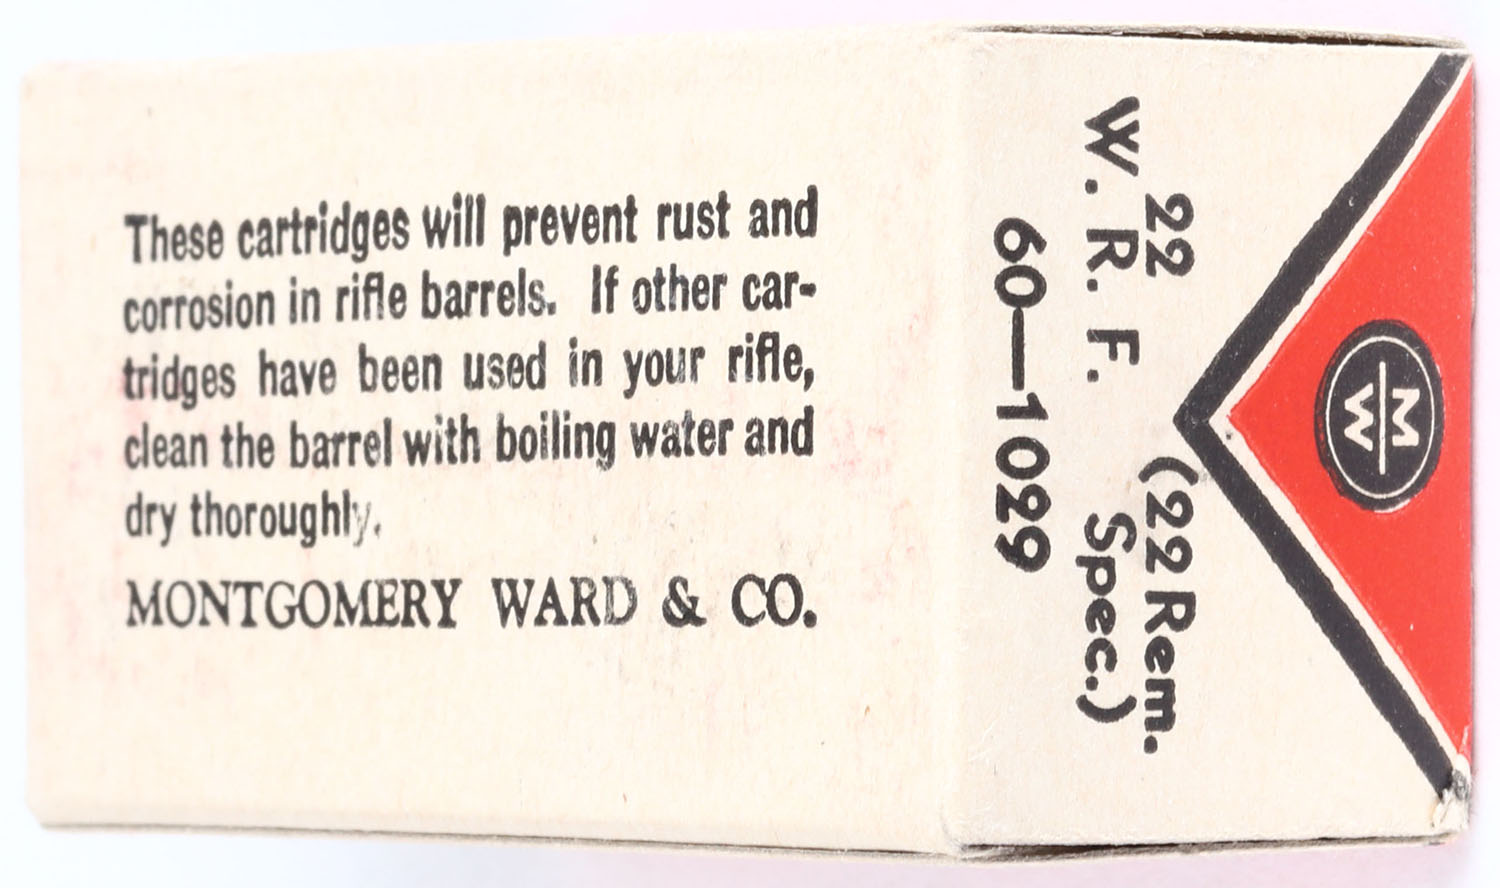 These cartridges will prevent rust and
corrosion in rifle barrels. If other car-
tridges have been used in your rifle,
clean the barrel with boiling water and
dry thoroughly.
MONTGOMERY WARD & CO.
M
W
22 (22 Rem.
W. R. F. Spec.)
60—1029